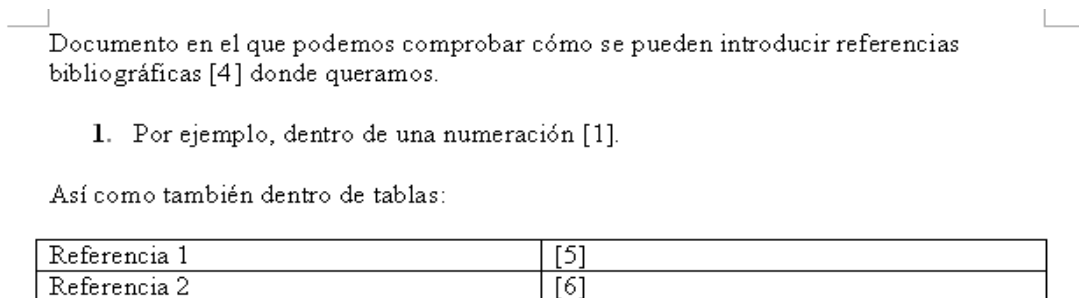 Documento en el que podemos comprobar cómo se pueden introducir referencias
bibliográficas [4] donde queramos.
1. Por ejemplo, dentro de una numeración [1].
Así como también dentro de tablas:
Referencia 1 [5]
Referencia 2 [6]